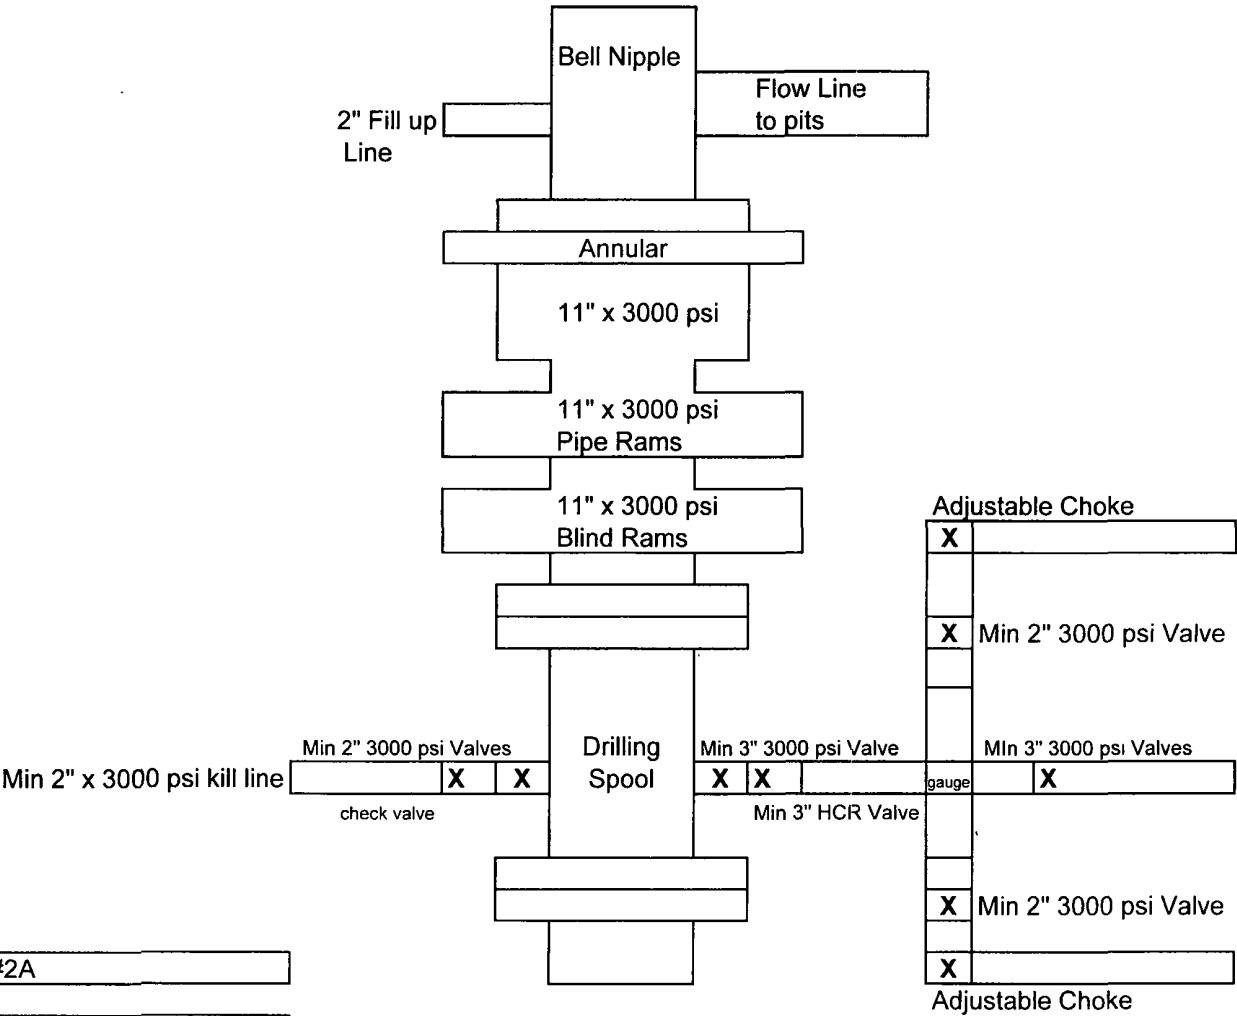 Bell Nipple
Flow Line
to pits
2" Fill up
Line
Annular
11" x 3000 psi
11" x 3000 psi
Pipe Rams
11" x 3000 psi
Blind Rams
Adjustable Choke
X
X Min 2" 3000 psi Valve
Min 2" 3000 psi Valves
Drilling
Spool
Min 3" 3000 psi Valve
MIn 3" 3000 psi Valves
Min 2" x 3000 psi kill line
X X
X X
gauge
X
check valve
Min 3" HCR Valve
X Min 2" 3000 psi Valve
#2A
X
Adjustable Choke